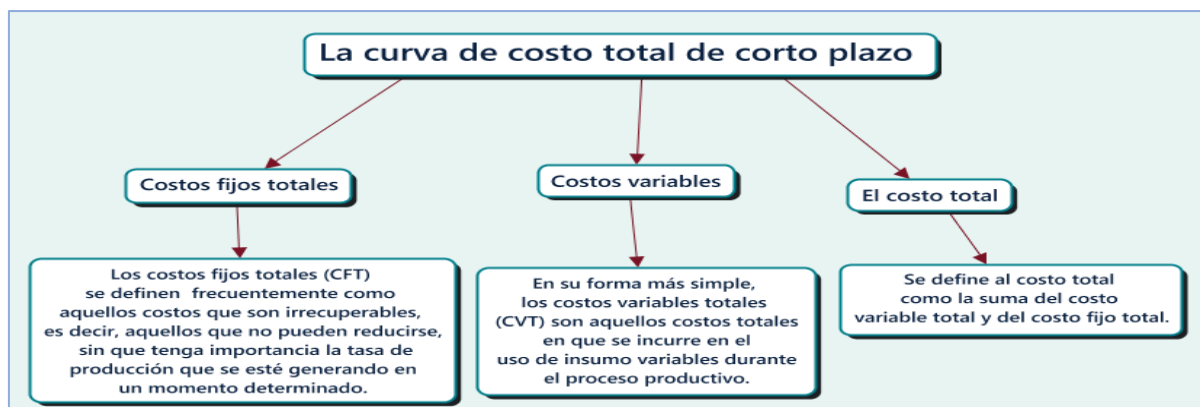 La curva de costo total de corto plazo
Costos fijos totales
Costos variables
El costo total
Los costos fijos totales (CFT)
se definen frecuentemente como
aquellos costos que son irrecuperables,
es decir, aquellos que no pueden reducirse,
sin que tenga importancia la tasa de
producción que se esté generando en
un momento determinado.
En su forma más simple,
los costos variables totales
(CVT) son aquellos costos totales
en que se incurre en el
uso de insumo variables durante
el proceso productivo.
Se define al costo total
como la suma del costo
variable total y del costo fijo total.